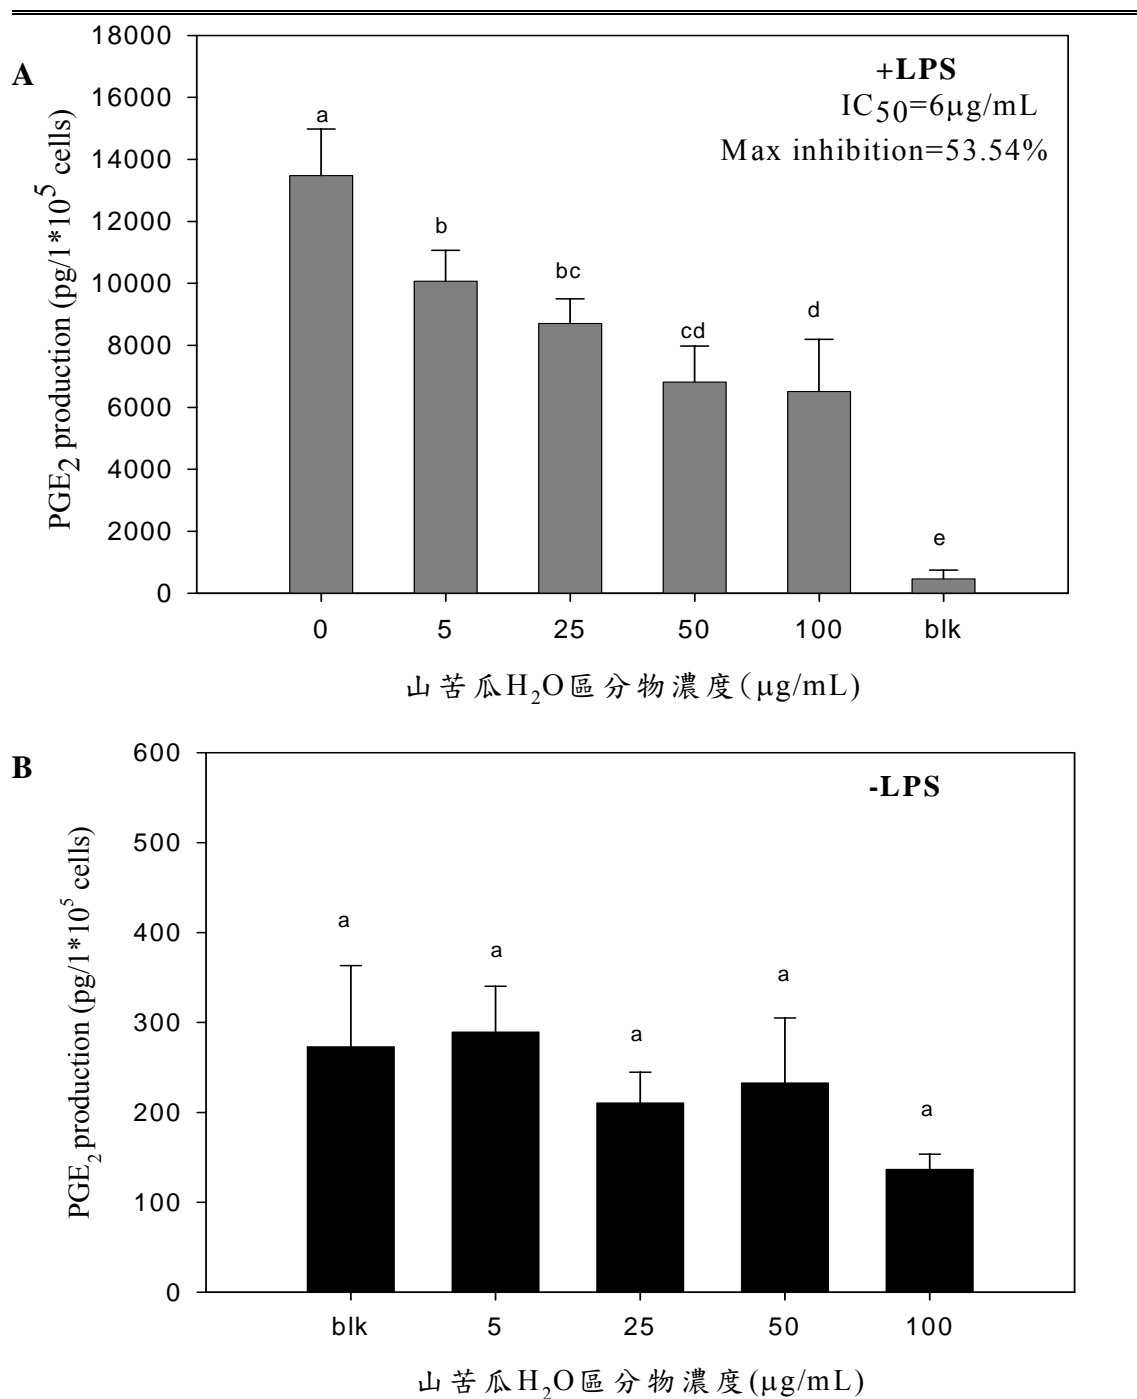 A
+LPS
IC50=6μg/mL
Max inhibition=53.54%
PGE2 production (pg/1*10^5 cells)
18000
16000
14000
12000
10000
8000
6000
4000
2000
0
a
b
bc
cd
d
e
0 5 25 50 100 blk
山苦瓜H2O區分物濃度(μg/mL)
B
-LPS
PGE2 production (pg/1*10^5 cells)
600
500
400
300
200
100
0
a
a
a
a
a
blk 5 25 50 100
山苦瓜H2O區分物濃度(μg/mL)